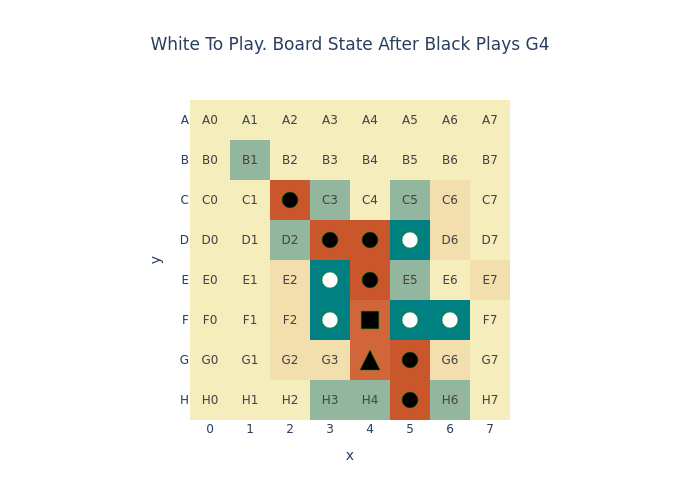 White To Play. Board State After Black Plays G4
A A0 A1 A2 A3 A4 A5 A6 A7
B B0 B1 B2 B3 B4 B5 B6 B7
C C0 C1 C3 C4 C5 C6 C7
D D0 D1 D2 D6 D7
y
E E0 E1 E2 E5 E6 E7
F F0 F1 F2 F7
G G0 G1 G2 G3 G6 G7
H H0 H1 H2 H3 H4 H6 H7
0 1 2 3 4 5 6 7
x